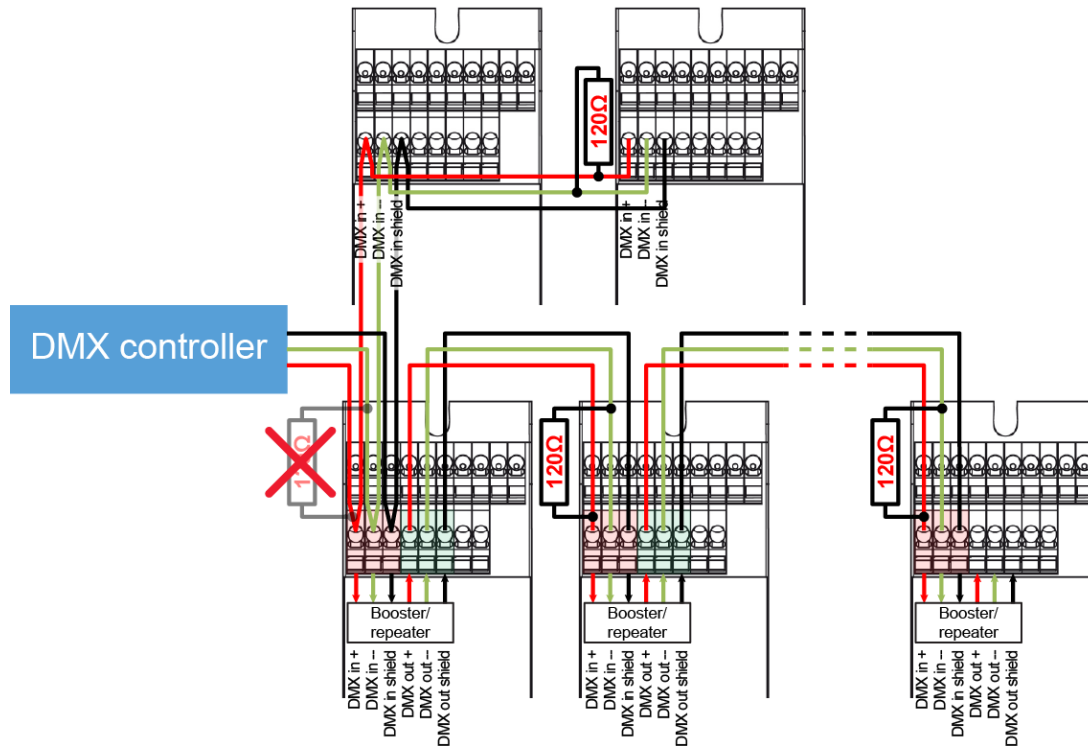 120Ω
DMX in +
DMX in --
DMX in shield
DMX in +
DMX in --
DMX in shield
DMX controller
120Ω
120Ω
Booster/
repeater
Booster/
repeater
Booster/
repeater
DMX in +
DMX in --
DMX in shield
DMX out +
DMX out --
DMX out shield
DMX in +
DMX in --
DMX in shield
DMX out +
DMX out --
DMX out shield
DMX in +
DMX in --
DMX in shield
DMX out +
DMX out --
DMX out shield